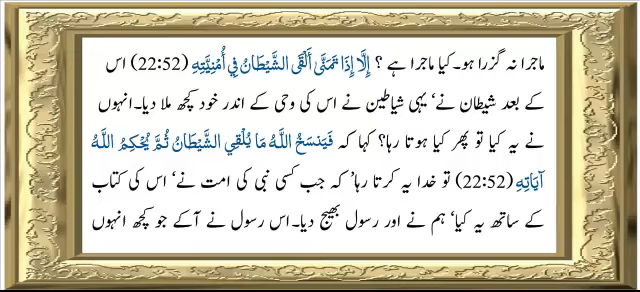 ماجرا نہ گزرا ہو۔ کیا ماجرا ہے ؟ إِلَّا إِذَا تَمَنَّى أَلْقَى الشَّيْطَانُ فِي أُمْنِيَّتِهِ (22:52) اس
کے بعد شیطان نے‘ یہی شیاطین نے اس کی وحی کے اندر خود کچھ ملا دیا۔ انہوں
نے یہ کیا تو پھر کیا ہوتا رہا؟ کہا کہ فَيَنسَخُ اللَّهُ مَا يُلْقِي الشَّيْطَانُ ثُمَّ يُحْكِمُ اللَّهُ
آيَاتِهِ (22:52) تو خدا یہ کرتا رہا‘ کہ جب کسی نبی کی امت نے‘ اس کی کتاب
کے ساتھ یہ کیا‘ ہم نے اور رسول بھیج دیا۔ اس رسول نے آکے جو کچھ انہوں